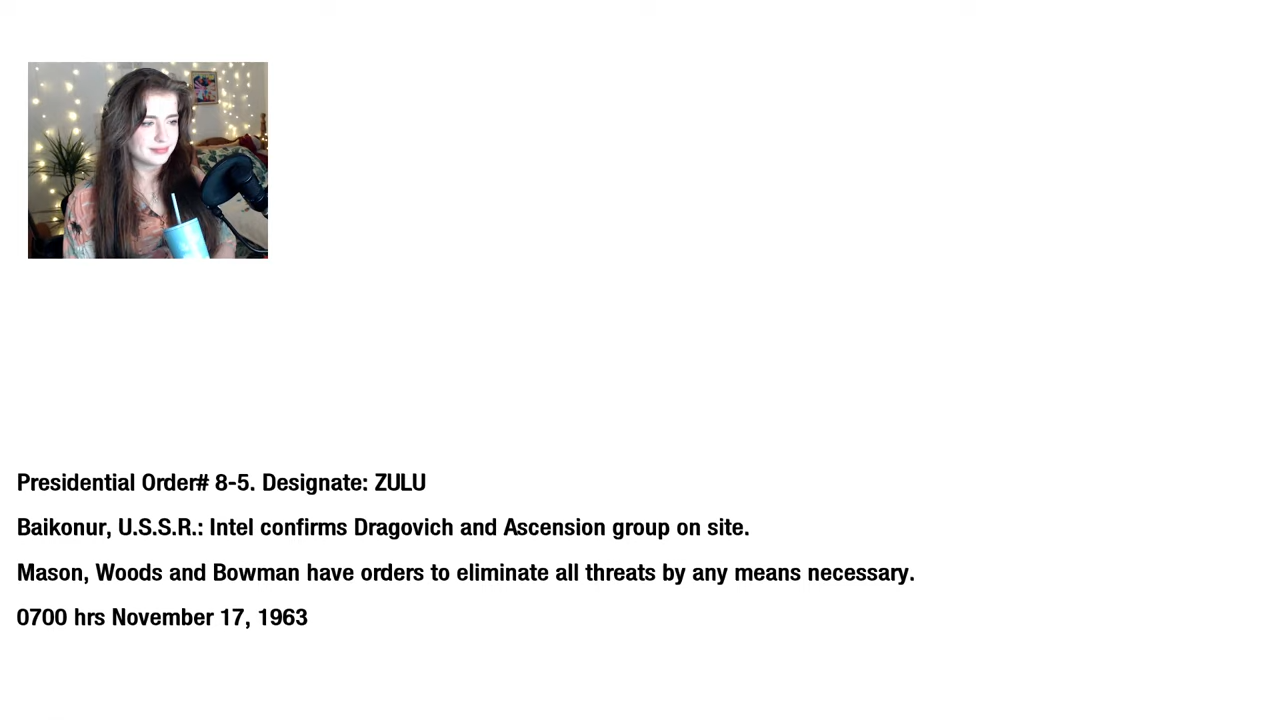 Presidential Order# 8-5. Designate: ZULU
Baikonur, U.S.S.R.: Intel confirms Dragovich and Ascension group on site.
Mason, Woods and Bowman have orders to eliminate all threats by any means necessary.
0700 hrs November 17, 1963